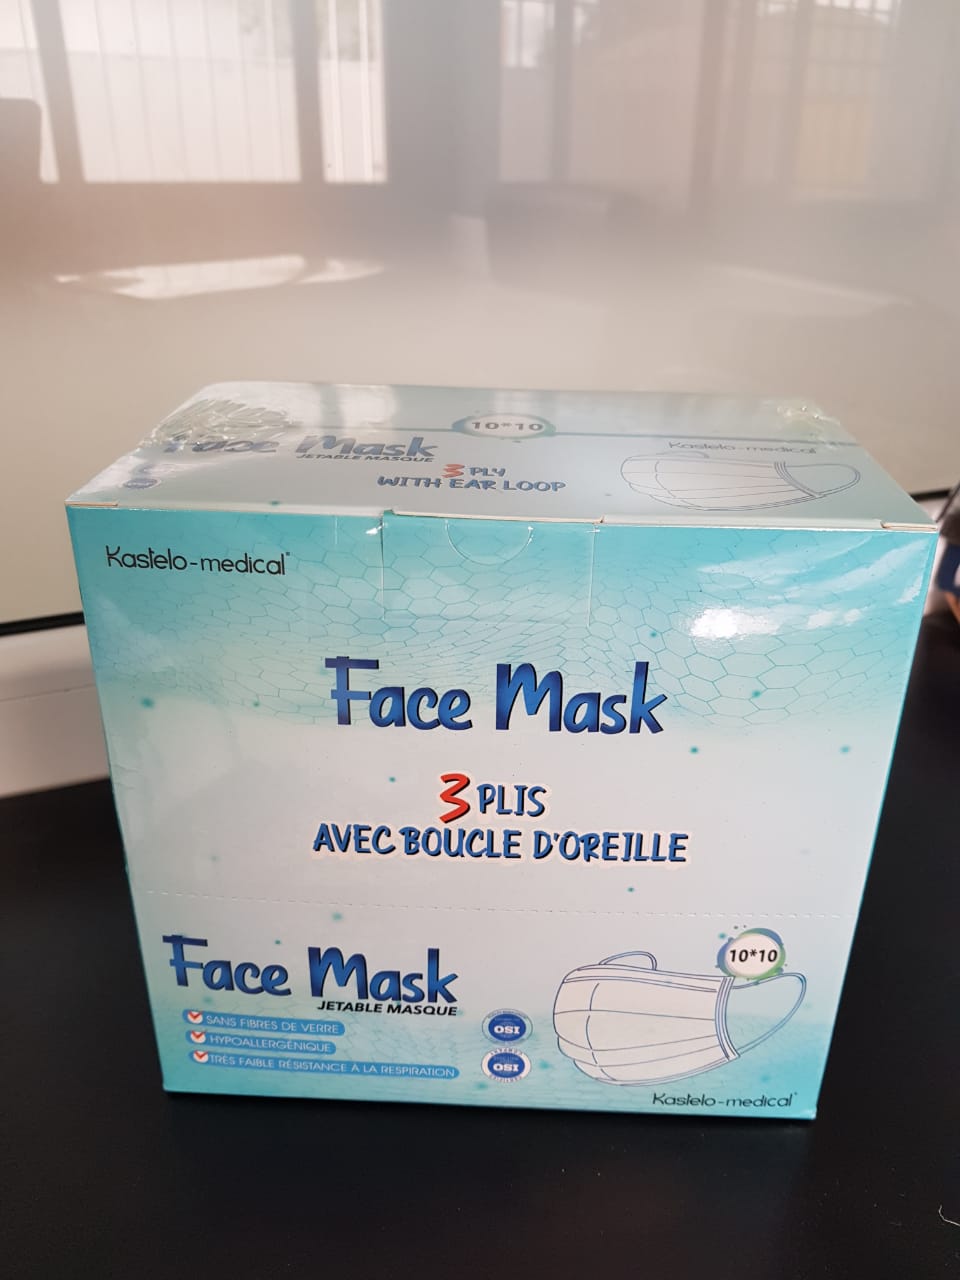 10*10
Face Mask
JETABLE MASQUE
3 PLY
WITH EAR LOOP
Kastelo-medical
Kastelo-medical
Face Mask
3 PLIS
AVEC BOUCLE D'OREILLE
Face Mask
JETABLE MASQUE
SANS FIBRES DE VERRE
HYPOALLERGÉNIQUE
TRÈS FAIBLE RÉSISTANCE À LA RESPIRATION
OSI
OSI
10*10
Kastelo-medical